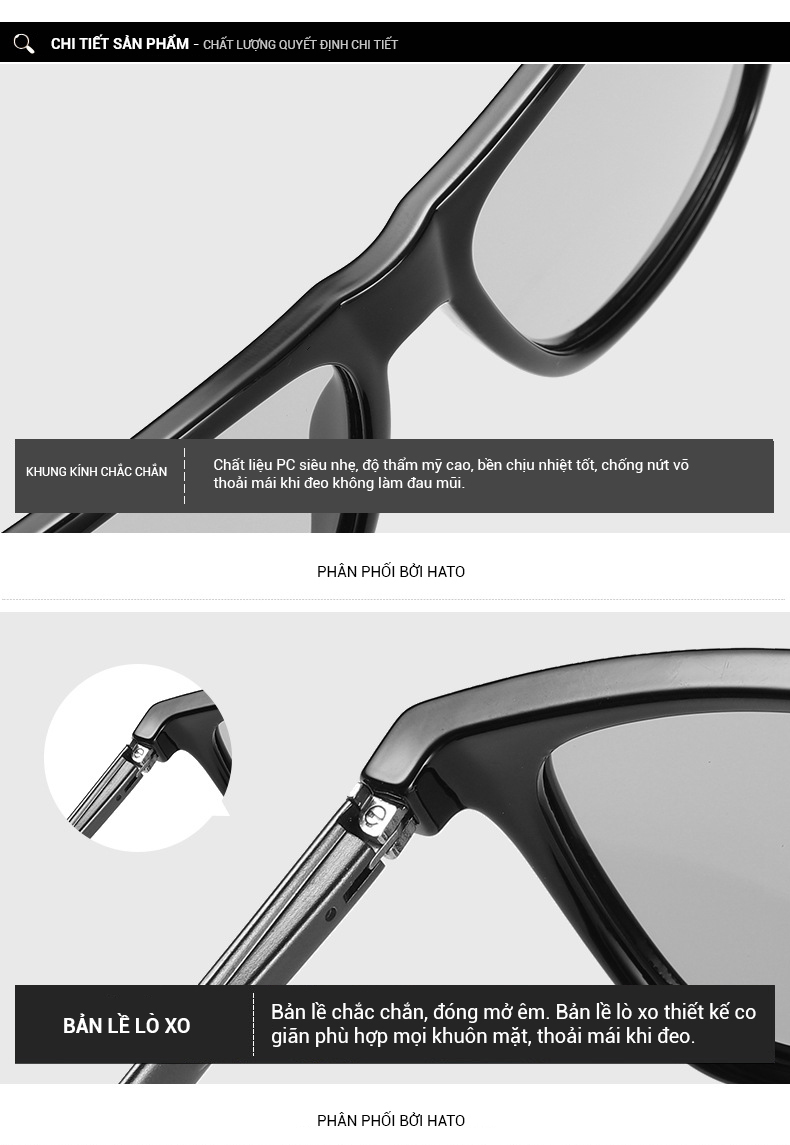 CHI TIẾT SẢN PHẨM - CHẤT LƯỢNG QUYẾT ĐỊNH CHI TIẾT
KHUNG KÍNH CHẮC CHẮN
Chất liệu PC siêu nhẹ, độ thẩm mỹ cao, bền chịu nhiệt tốt, chống nứt võ
thoải mái khi đeo không làm đau mũi.
PHÂN PHỐI BỞI HATO
BẢN LỀ LÒ XO
Bản lề chắc chắn, đóng mở êm. Bản lề lò xo thiết kế co
giãn phù hợp mọi khuôn mặt, thoải mái khi đeo.
PHÂN PHỐI BỞI HATO